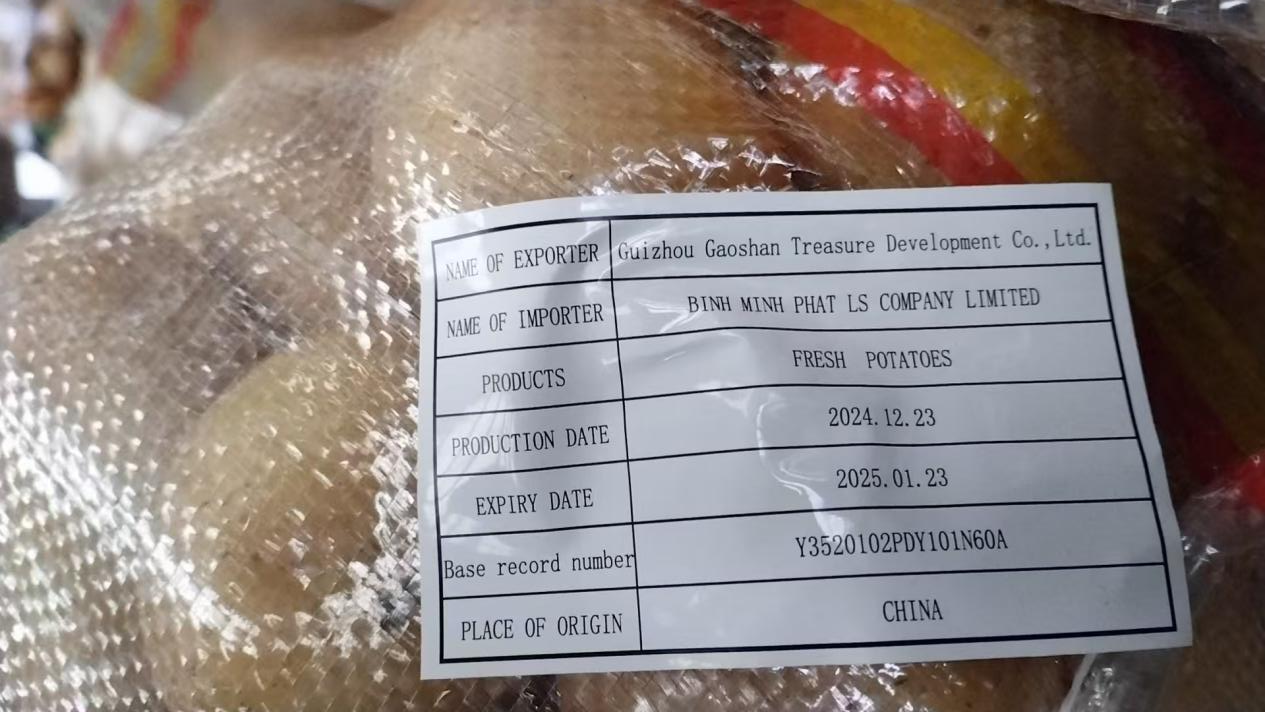 NAME OF EXPORTER Guizhou Gaoshan Treasure Development Co.,Ltd.
NAME OF IMPORTER BINH MINH PHAT LS COMPANY LIMITED
PRODUCTS FRESH POTATOES
PRODUCTION DATE 2024.12.23
EXPIRY DATE 2025.01.23
Base record number Y3520102PDY101N60A
PLACE OF ORIGIN CHINA